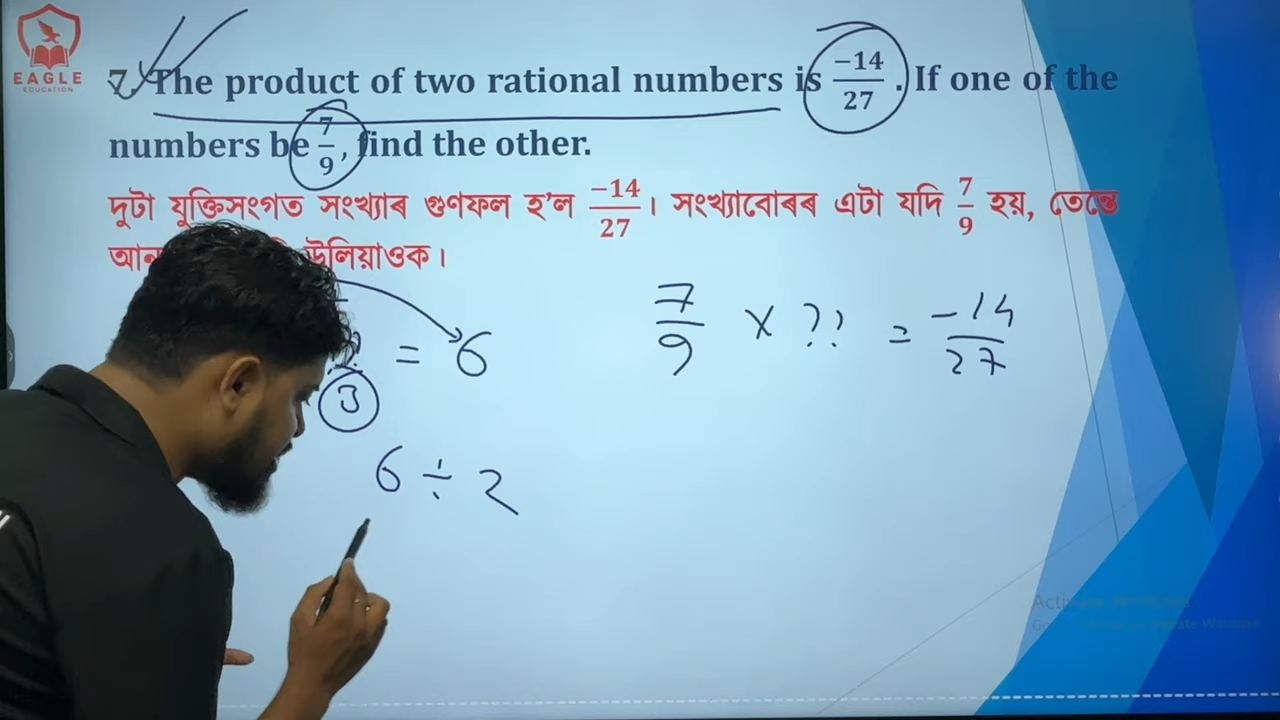 EAGLE
EDUCATION
7. The product of two rational numbers is -14/27. If one of the
numbers be 7/9, find the other.
দুটা যুক্তিসংগত সংখ্যাৰ গুণফল হ'ল -14/27। সংখ্যাবোৰৰ এটা যদি 7/9 হয়, তেন্তে
উলিয়াওক।
= 6
3
6 ÷ 2
7/9 x ?? = -14/27